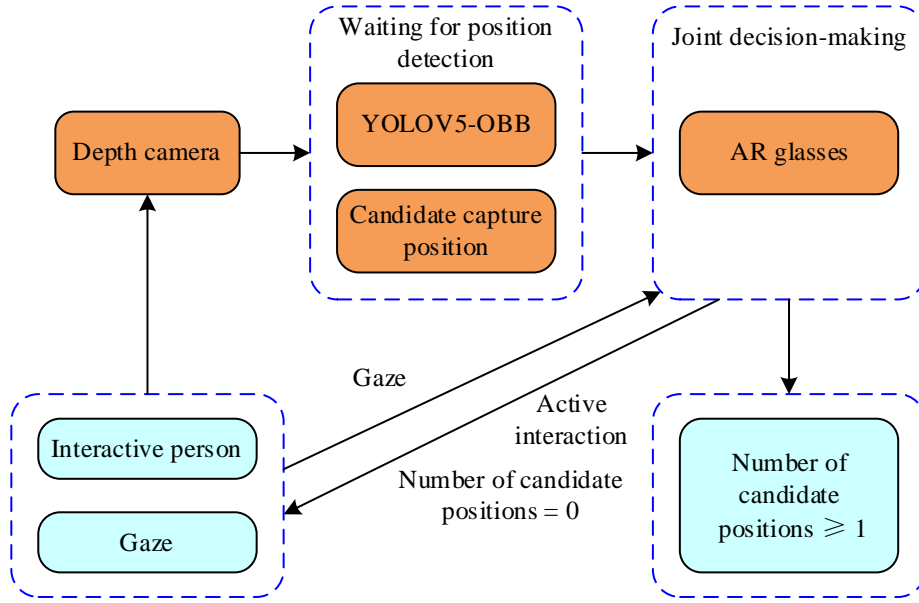 Waiting for position
detection
YOLOV5-OBB
Candidate capture
position
Joint decision-making
AR glasses
Depth camera
Gaze
Active
interaction
Number of candidate
positions = 0
Interactive person
Gaze
Number of
candidate
positions ⩾ 1